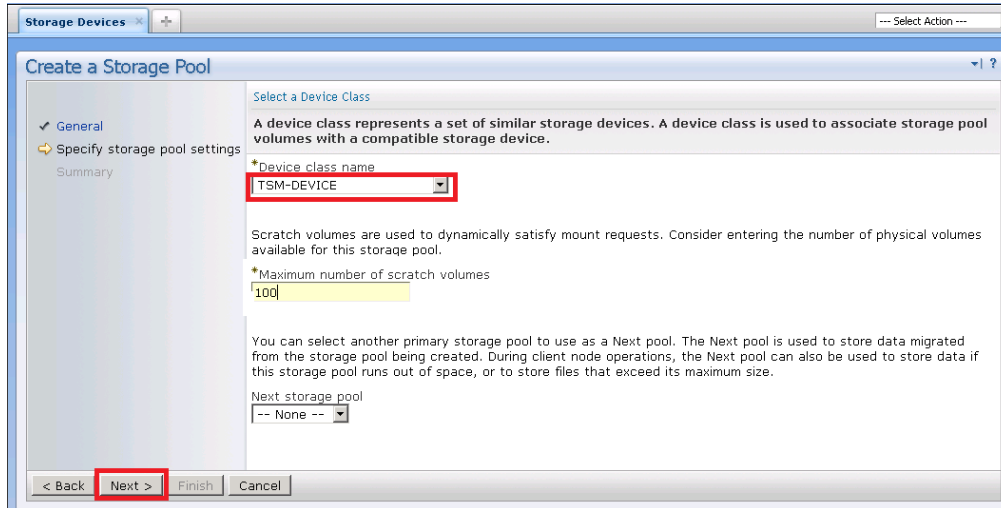 Storage Devices
--- Select Action ---
Create a Storage Pool
?
General
Specify storage pool settings
Summary
Select a Device Class
A device class represents a set of similar storage devices. A device class is used to associate storage pool
volumes with a compatible storage device.
*Device class name
TSM-DEVICE
Scratch volumes are used to dynamically satisfy mount requests. Consider entering the number of physical volumes
available for this storage pool.
*Maximum number of scratch volumes
100
You can select another primary storage pool to use as a Next pool. The Next pool is used to store data migrated
from the storage pool being created. During client node operations, the Next pool can also be used to store data if
this storage pool runs out of space, or to store files that exceed its maximum size.
Next storage pool
-- None --
< Back Next > Finish Cancel